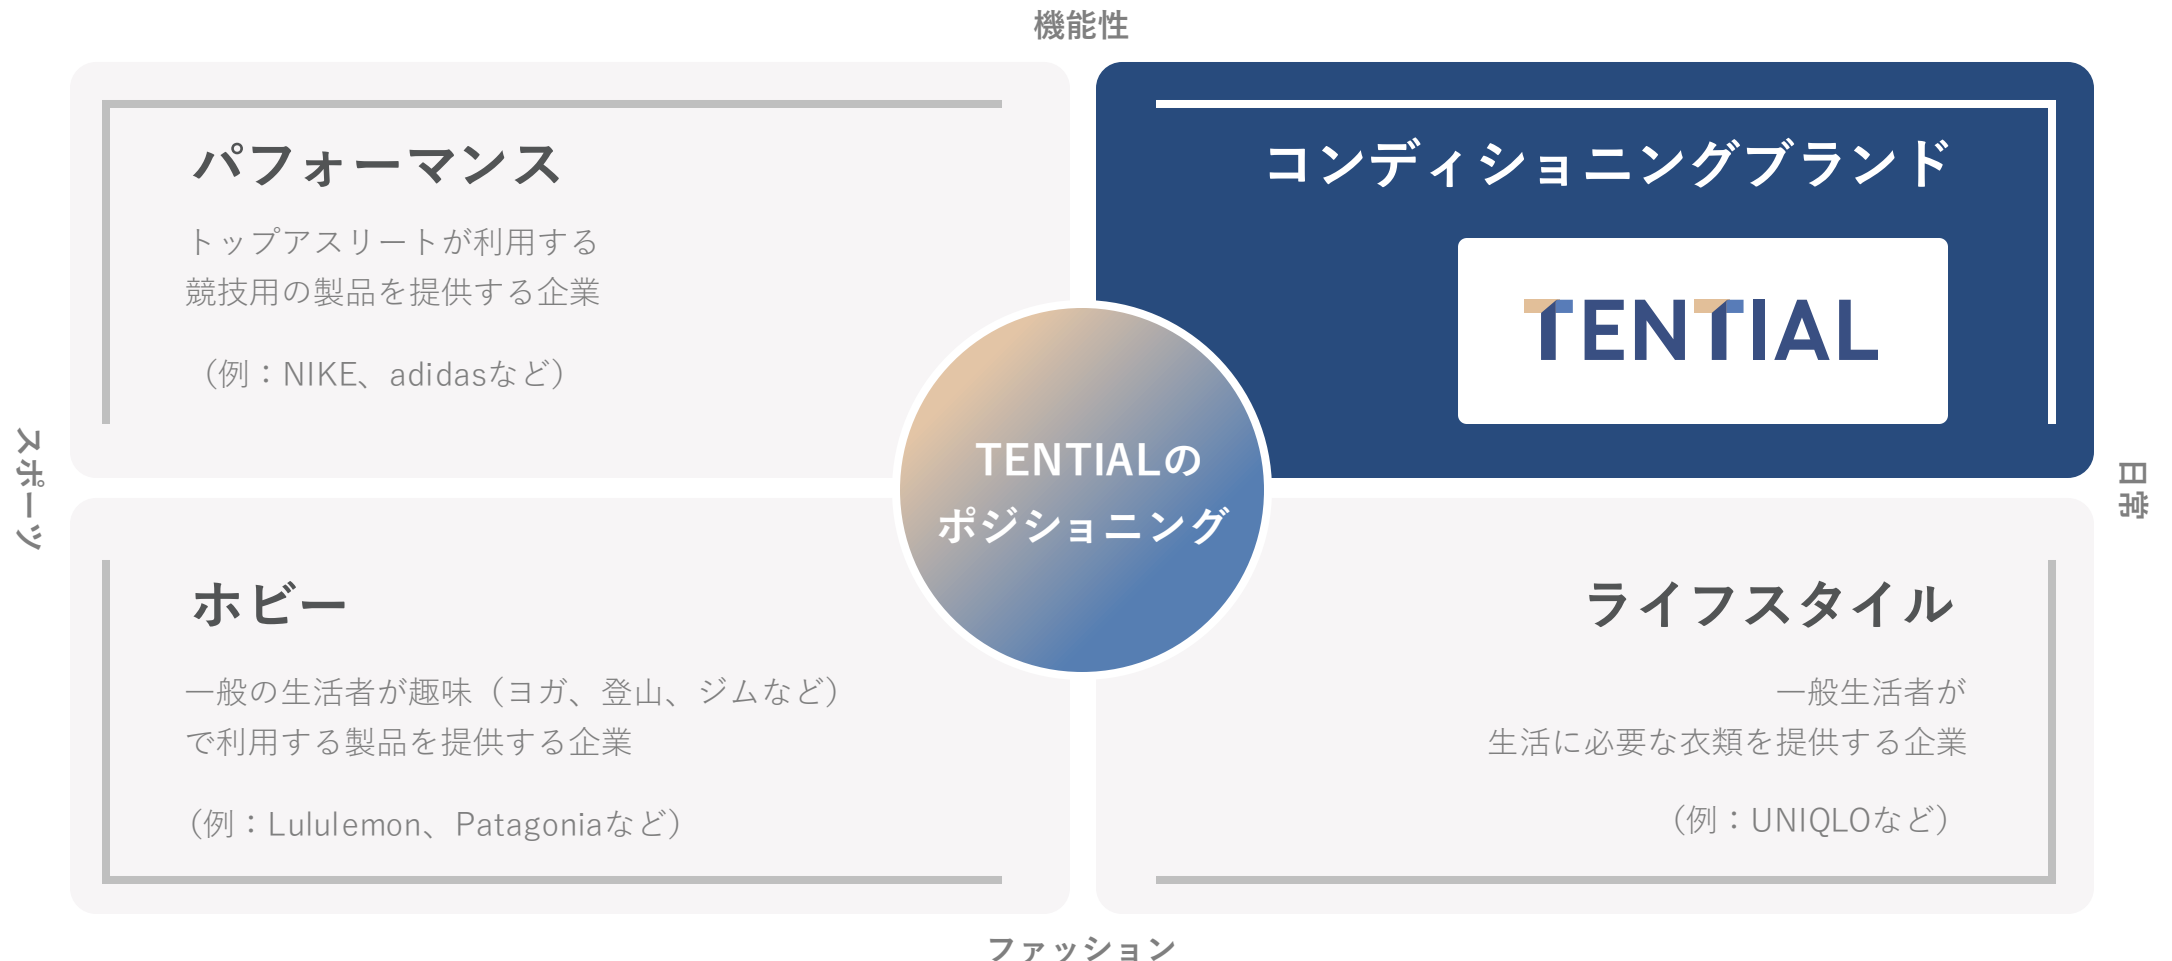 機能性
パフォーマンス
トップアスリートが利用する
競技用の製品を提供する企業
（例：NIKE、adidasなど）
コンディショニングブランド
TENTIAL
スポーツ
TENTIALの
ポジショニング
日常
ホビー
一般の生活者が趣味（ヨガ、登山、ジムなど）
で利用する製品を提供する企業
（例：Lululemon、Patagoniaなど）
ライフスタイル
一般生活者が
生活に必要な衣類を提供する企業
（例：UNIQLOなど）
ファッション